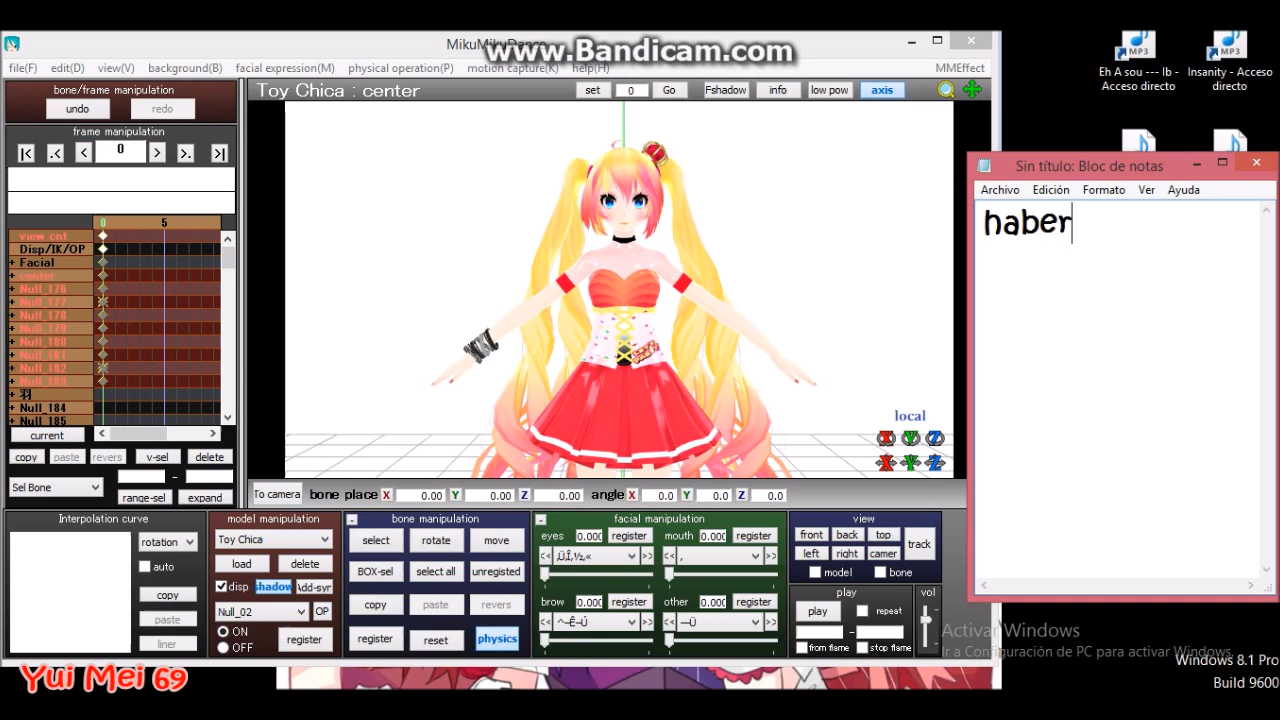 www.Bandicam.com
MikuMikuDance
file(F) edit(D) view(V) background(B) facial expression(M) physical operation(P) motion capture(K) help(H) MMEffect
bone/frame manipulation
undo redo
frame manipulation
0
Toy Chica : center set 0 Go Fshadow info low pow axis
0 5
view cnt
Disp/IK/OP
Facial
center
Null_176
Null_177
Null_178
Null_179
Null_180
Null_181
Null_182
Null_183
羽
Null_184
Null_185
current
copy paste revers v-sel delete
Sel Bone
range-sel expand
local
X Y Z
To camera bone place X 0.00 Y 0.00 Z 0.00 angle X 0.0 Y 0.0 Z 0.0
Interpolation curve
rotation
auto
copy
paste
liner
model manipulation
Toy Chica
load delete
disp shadow Add-syn
Null_02 OP
ON
OFF
register
bone manipulation
select rotate move
BOX-sel select all unregisted
copy paste revers
register reset physics
facial manipulation
eyes 0.000 register mouth 0.000 register
brow 0.000 register other 0.000 register
view
front back top
left right camer
track
model bone
play
play repeat
from flame stop flame
vol
Eh A sou --- Ib - Acceso directo
Insanity - Acceso directo
Sin título: Bloc de notas
Archivo Edición Formato Ver Ayuda
haber
Activar Windows
Ir a Configuración de PC para activar Windows.
Windows 8.1 Pro
Build 9600
Yui Mei 69